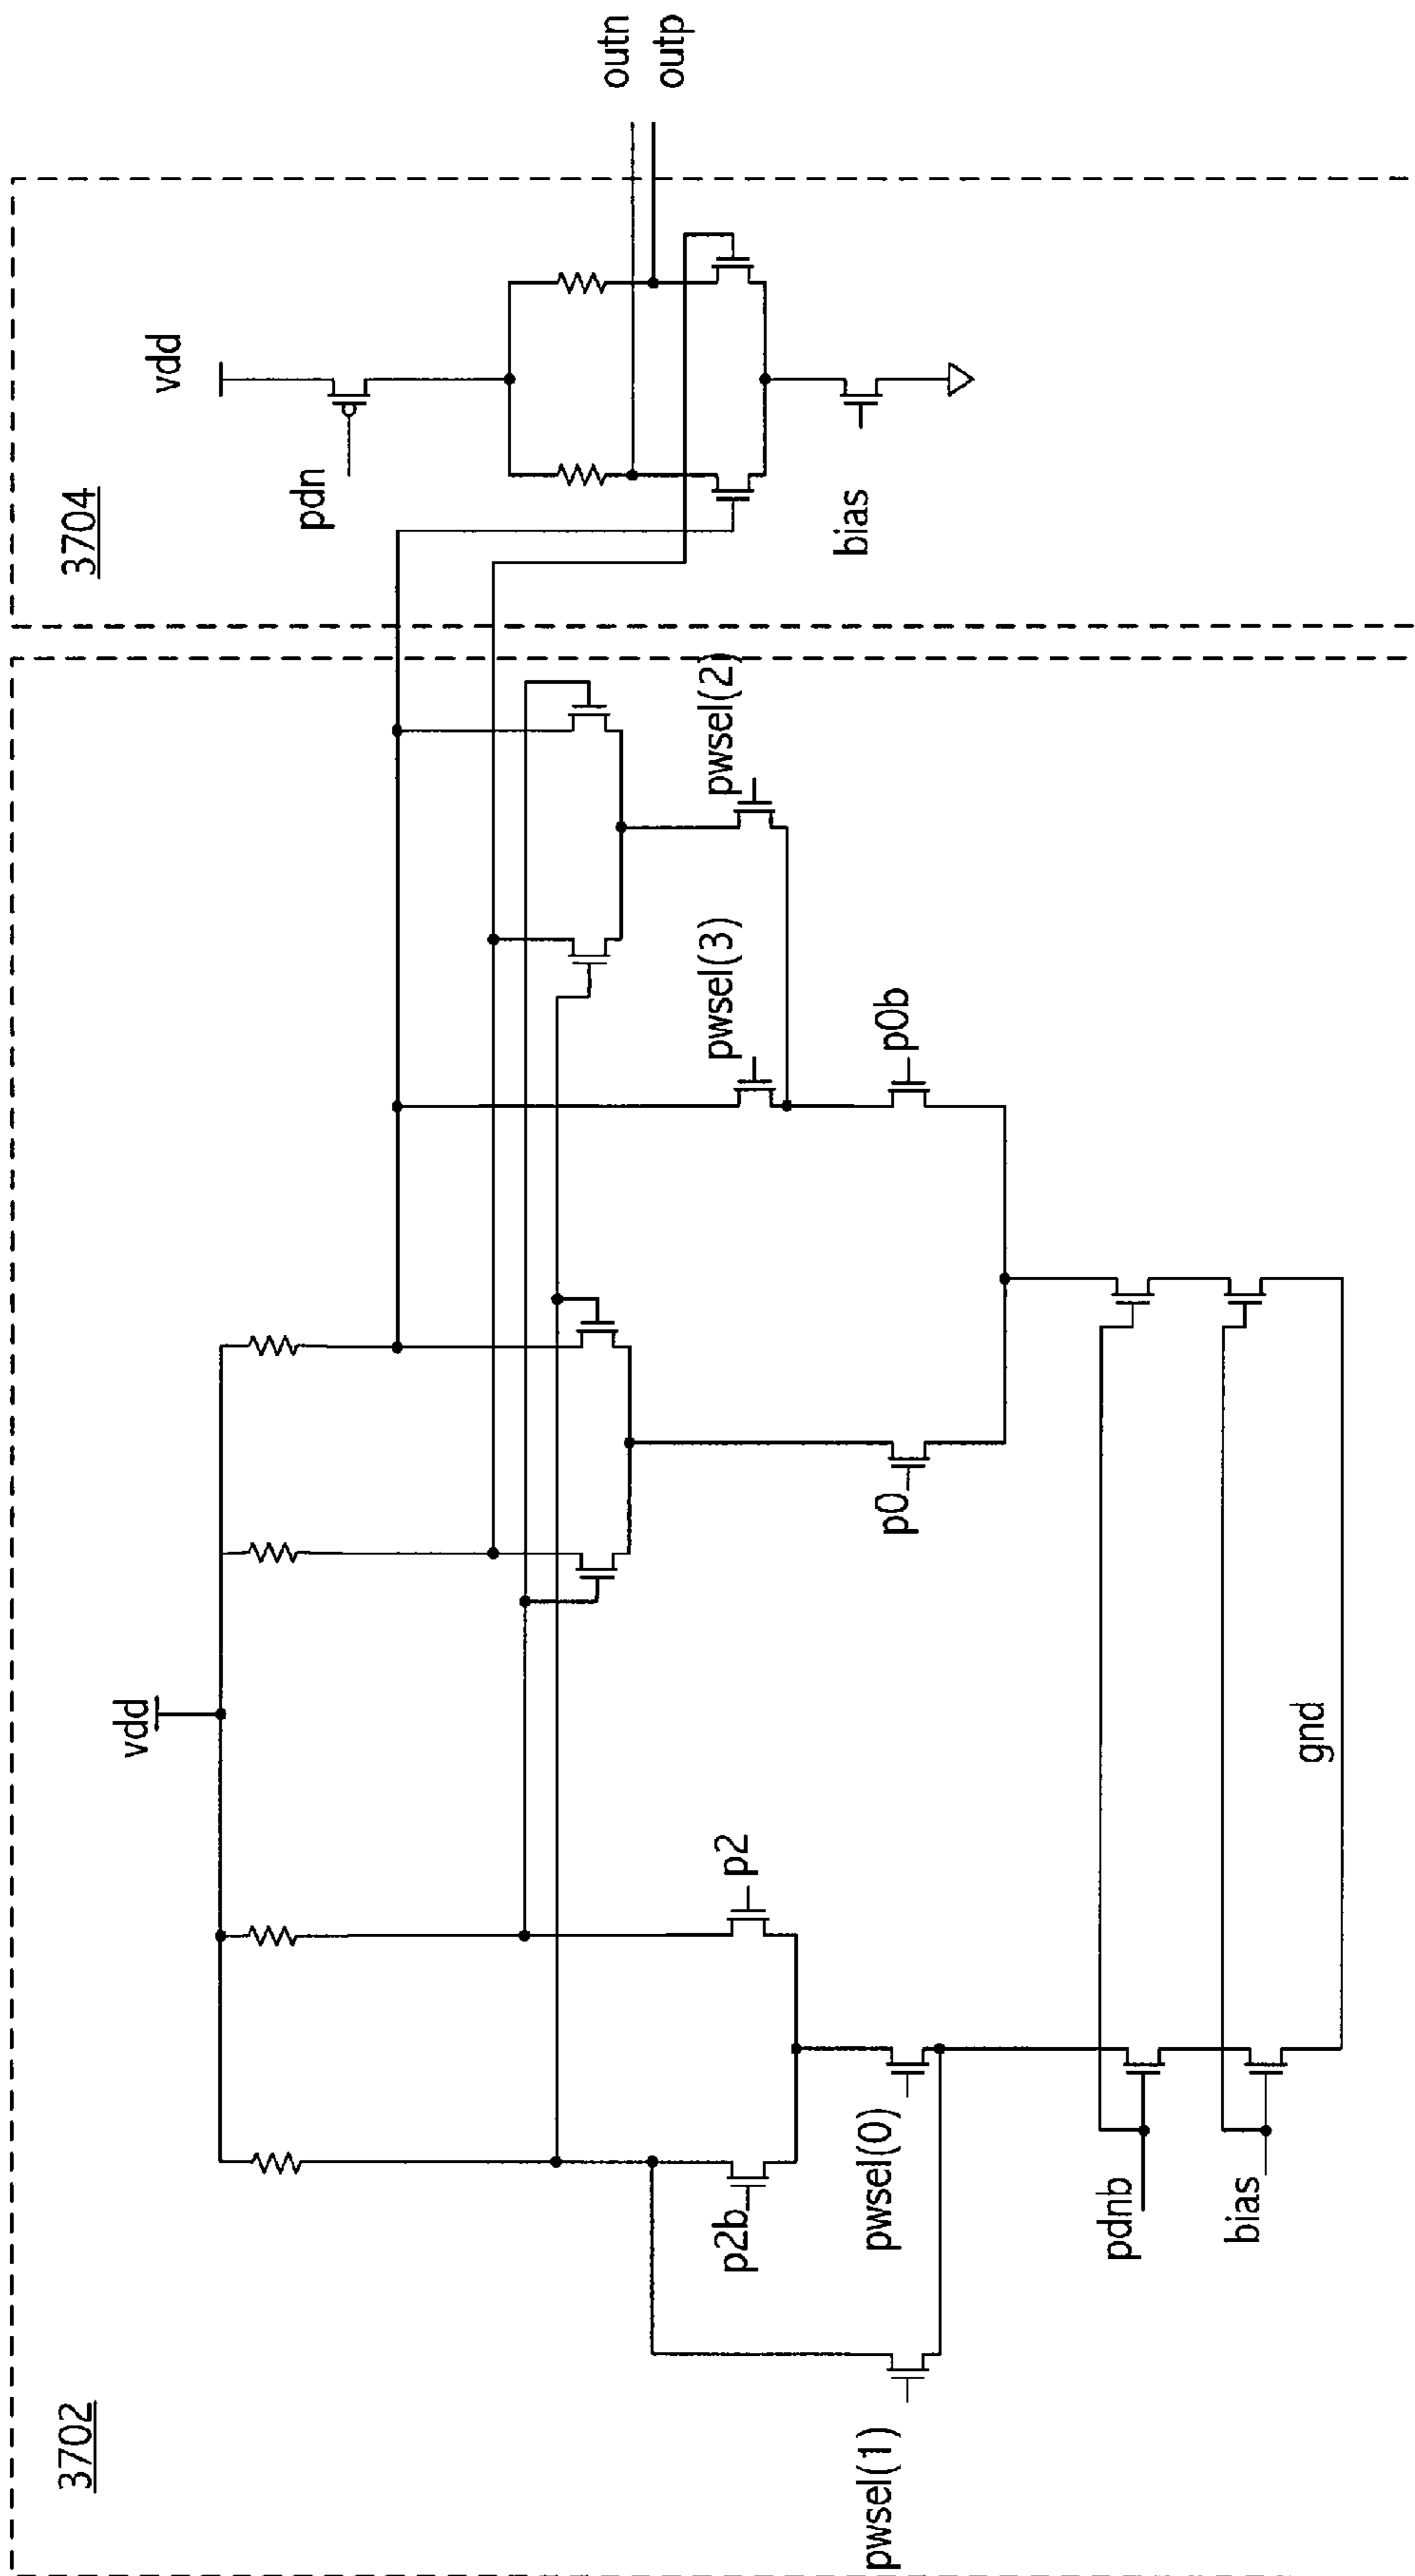 3702
vdd
p2b
p2
pwsel(0)
pwsel(1)
pdnb
bias
gnd
p0
p0b
pwsel(3)
pwsel(2)
3704
vdd
pdn
bias
outn
outp